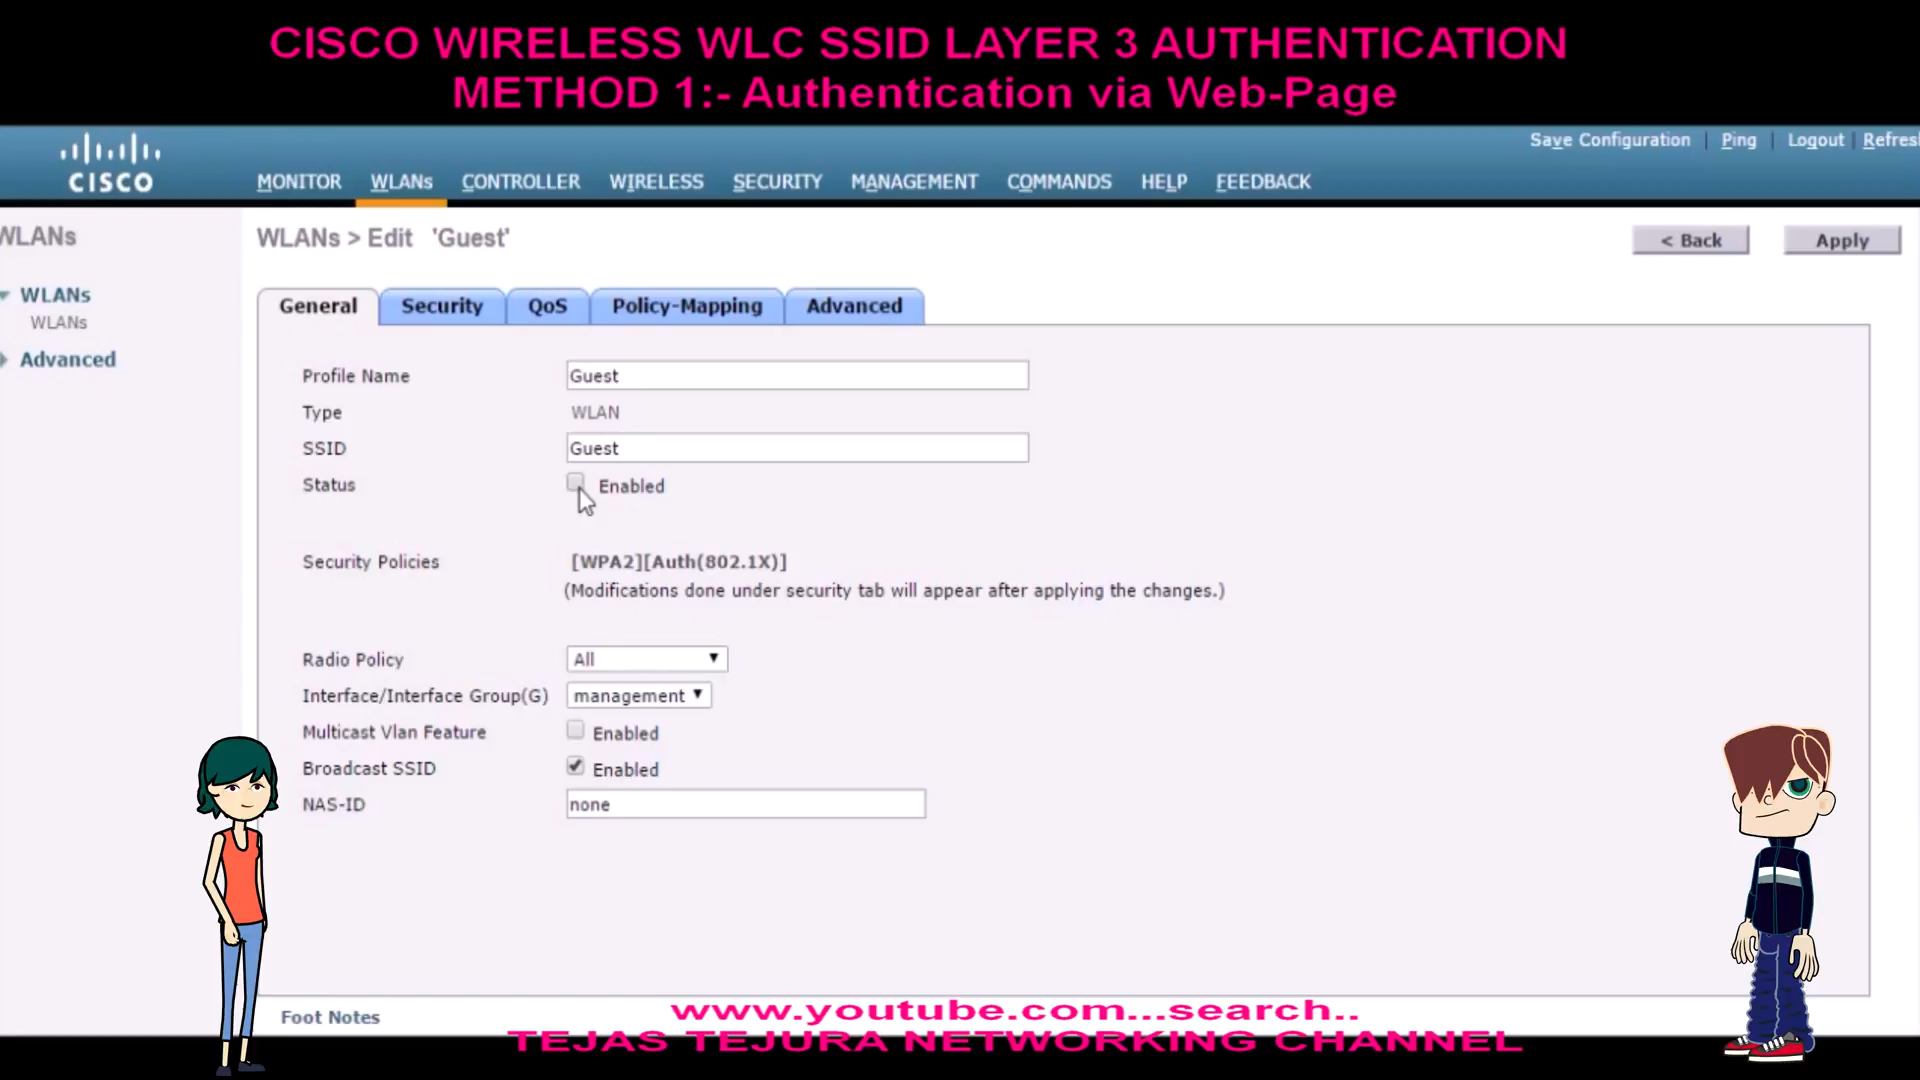 CISCO WIRELESS WLC SSID LAYER 3 AUTHENTICATION
METHOD 1:- Authentication via Web-Page
Save Configuration | Ping | Logout | Refres
CISCO
MONITOR WLANs CONTROLLER WIRELESS SECURITY MANAGEMENT COMMANDS HELP FEEDBACK
WLANs
WLANs > Edit 'Guest'
< Back
Apply
WLANs
WLANs
Advanced
General Security QoS Policy-Mapping Advanced
Profile Name Guest
Type WLAN
SSID Guest
Status Enabled
Security Policies [WPA2][Auth(802.1X)]
(Modifications done under security tab will appear after applying the changes.)
Radio Policy All
Interface/Interface Group(G) management
Multicast Vlan Feature Enabled
Broadcast SSID Enabled
NAS-ID none
Foot Notes
www.youtube.com...search..
TEJAS TEJURA NETWORKING CHANNEL